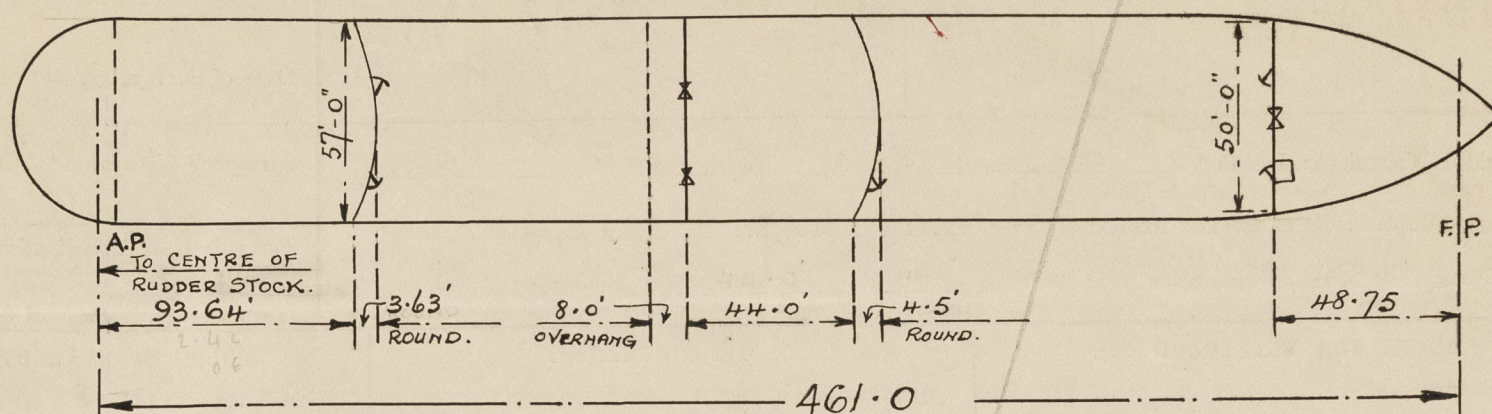 57'-0"
50'-0"
A.P.
F.P.
TO CENTRE OF
RUDDER STOCK.
93.64'
3.63'
ROUND.
8.0'
OVERHANG
44.0'
4.5'
ROUND.
48.75
461.0